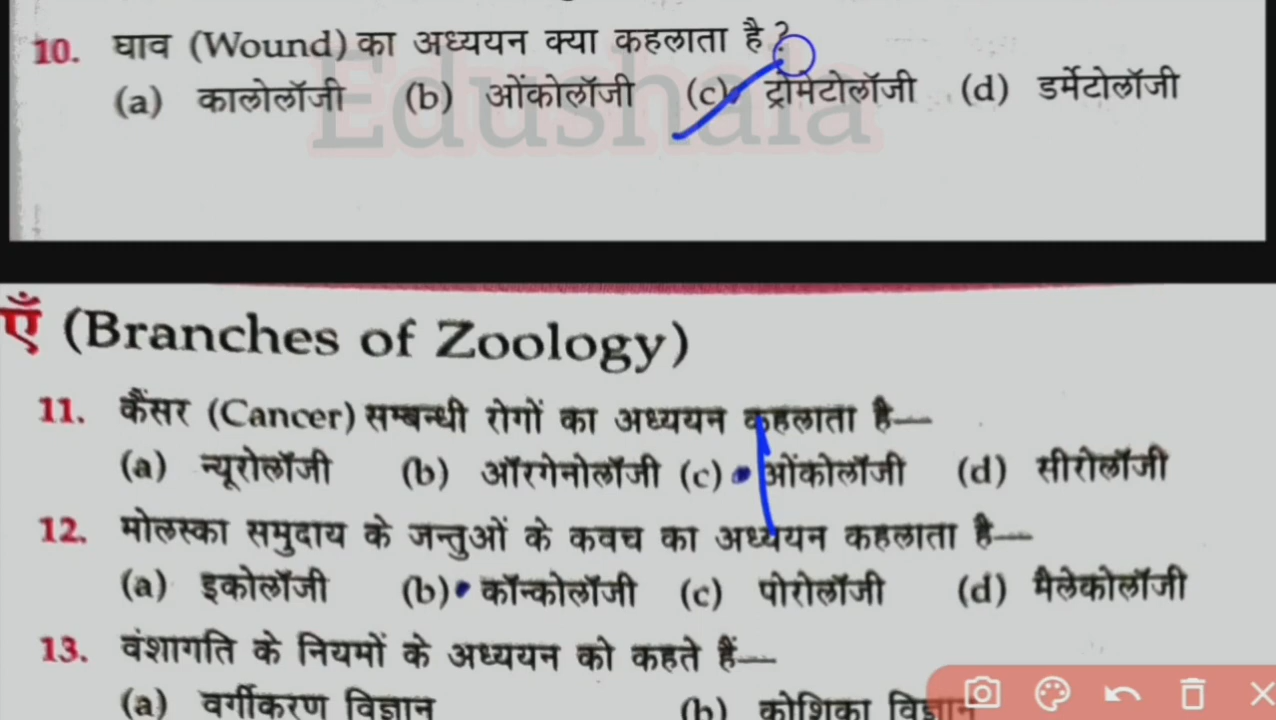 10. घाव (Wound) का अध्ययन क्या कहलाता है ?
(a) कालोलॉजी (b) ओंकोलॉजी (c) ट्रोमेटोलॉजी (d) डर्मेटोलॉजी
Edushala
एँ (Branches of Zoology)
11. कैंसर (Cancer) सम्बन्धी रोगों का अध्ययन कहलाता है—
(a) न्यूरोलॉजी (b) ऑरगेनोलॉजी (c) ओंकोलॉजी (d) सीरोलॉजी
12. मोलस्का समुदाय के जन्तुओं के कवच का अध्ययन कहलाता है—
(a) इकोलॉजी (b) कॉन्कोलॉजी (c) पोरोलॉजी (d) मैलेकोलॉजी
13. वंशागति के नियमों के अध्ययन को कहते हैं—
(a) वर्गीकरण विज्ञान (b) कोशिका विज्ञान